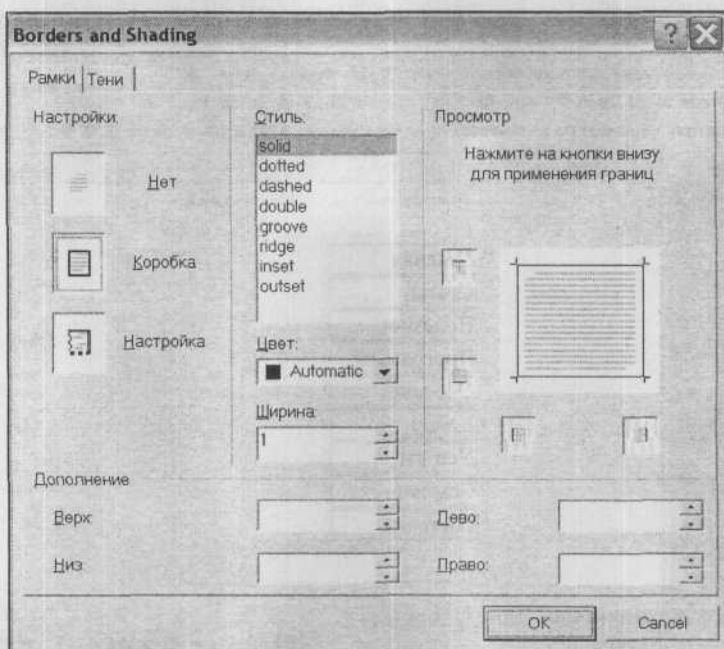 Borders and Shading
Рамки Тени
Настройки:
Нет
Коробка
Настройка
Стиль:
solid
dotted
dashed
double
groove
ridge
inset
outset
Цвет:
Automatic
Ширина:
1
Просмотр
Нажмите на кнопки внизу
для применения границ
Дополнение
Верх:
Лево:
Низ:
Право:
OK Cancel